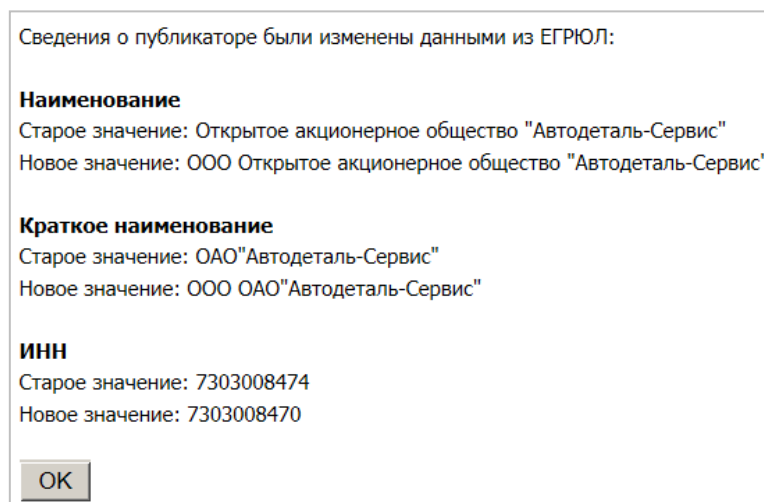 Сведения о публикаторе были изменены данными из ЕГРЮЛ:
Наименование
Старое значение: Открытое акционерное общество "Автодеталь-Сервис"
Новое значение: ООО Открытое акционерное общество "Автодеталь-Сервис"
Краткое наименование
Старое значение: ОАО"Автодеталь-Сервис"
Новое значение: ООО ОАО"Автодеталь-Сервис"
ИНН
Старое значение: 7303008474
Новое значение: 7303008470
OK